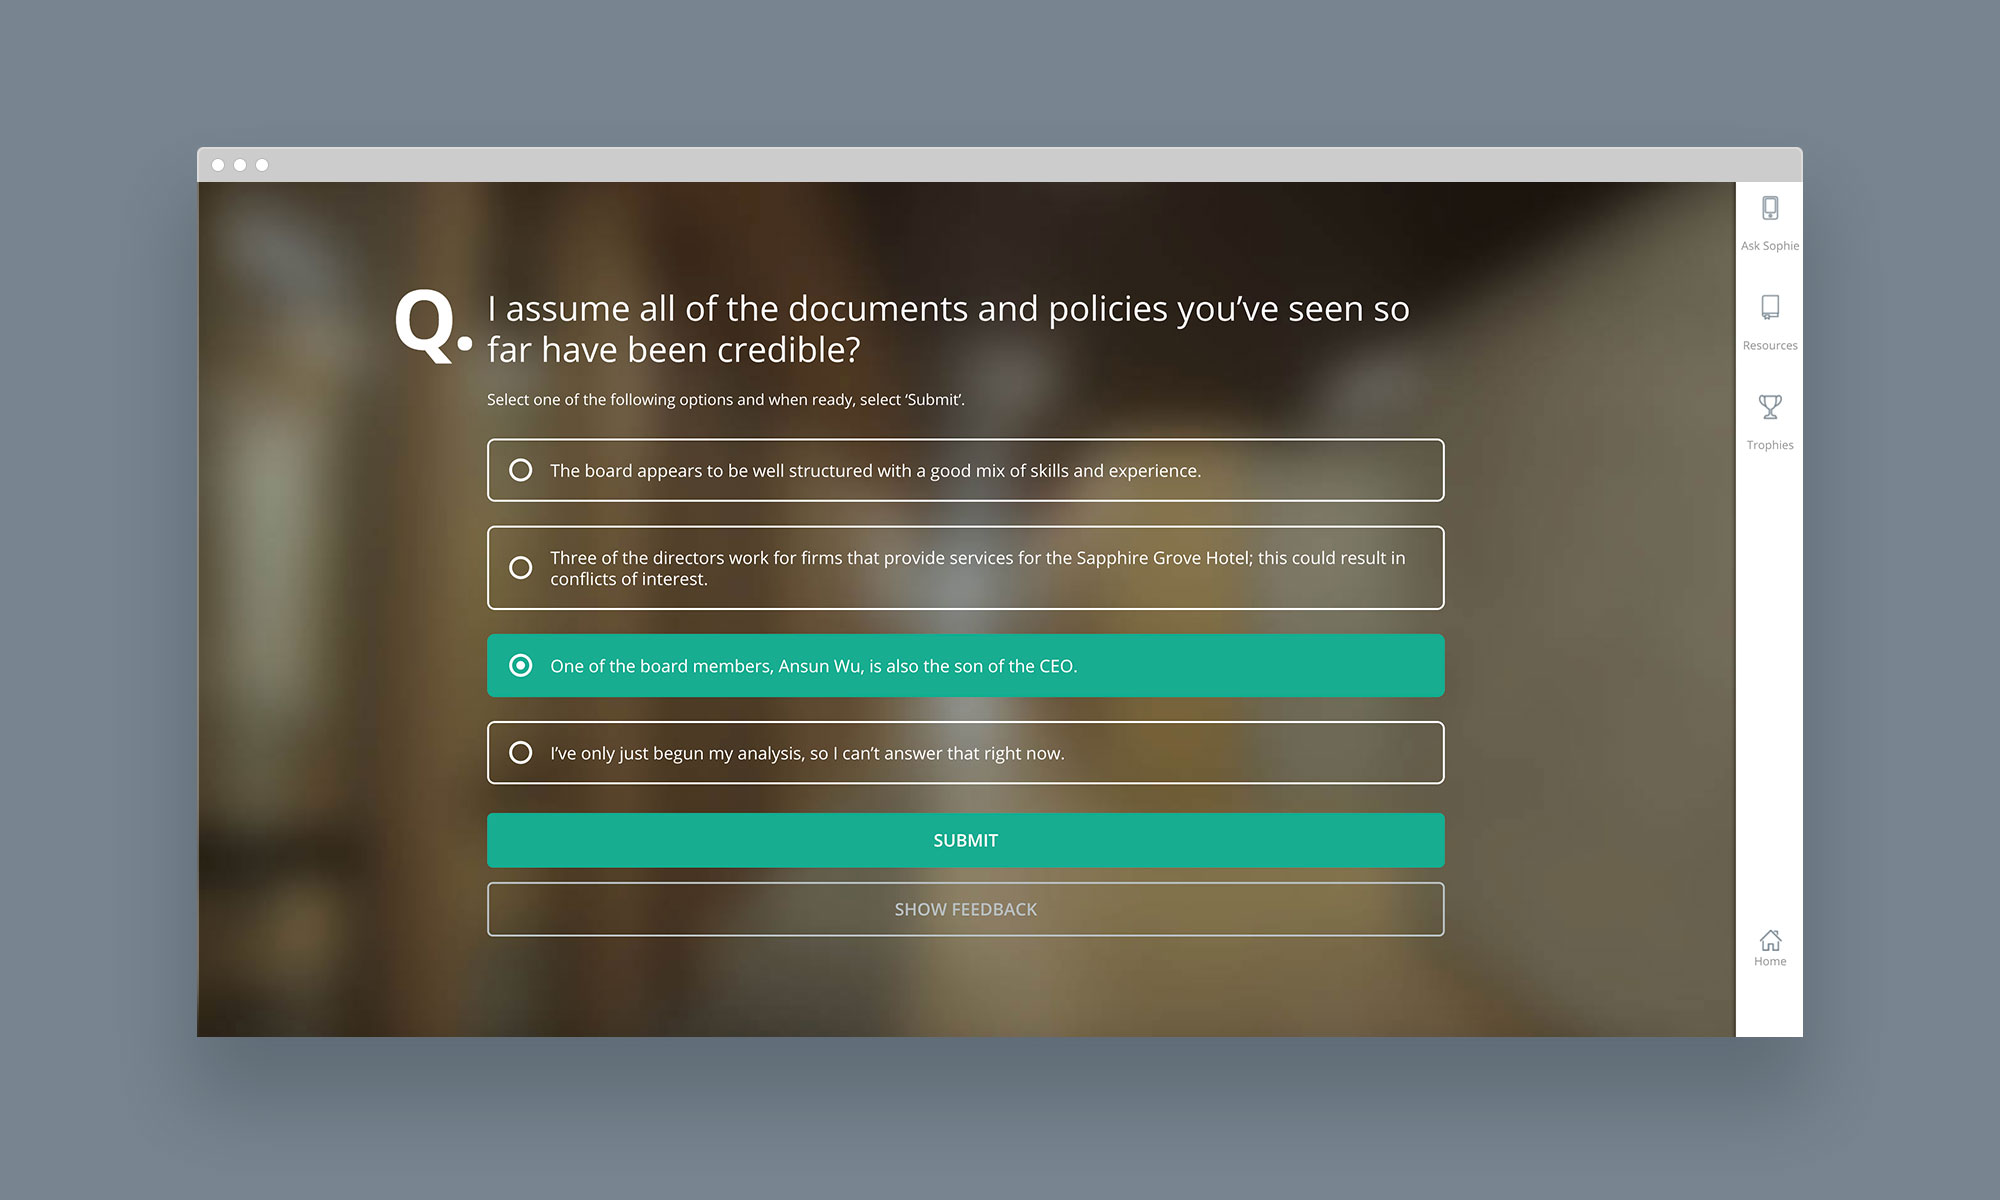 Q. I assume all of the documents and policies you’ve seen so
far have been credible?
Select one of the following options and when ready, select ‘Submit’.
The board appears to be well structured with a good mix of skills and experience.
Three of the directors work for firms that provide services for the Sapphire Grove Hotel; this could result in
conflicts of interest.
One of the board members, Ansun Wu, is also the son of the CEO.
I’ve only just begun my analysis, so I can’t answer that right now.
SUBMIT
SHOW FEEDBACK
Ask Sophie
Resources
Trophies
Home